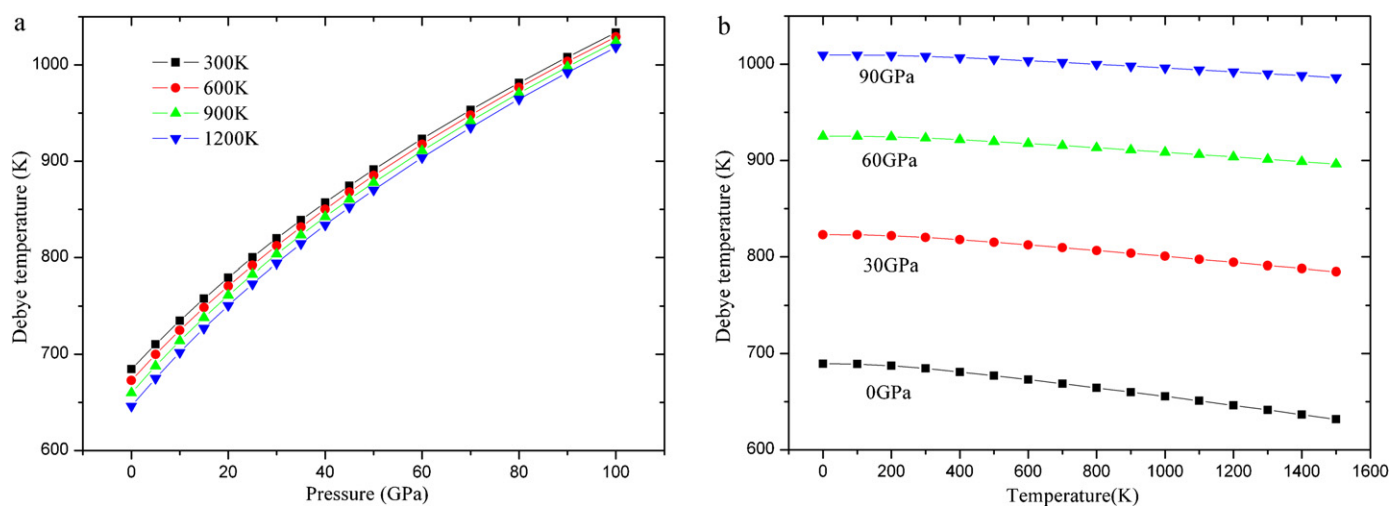 a
Debye temperature (K)
1000
900
800
700
600
300K
600K
900K
1200K
0
20
40
60
80
100
Pressure (GPa)
b
Debye temperature (K)
1000
900
800
700
600
90GPa
60GPa
30GPa
0GPa
0
200
400
600
800
1000
1200
1400
1600
Temperature(K)